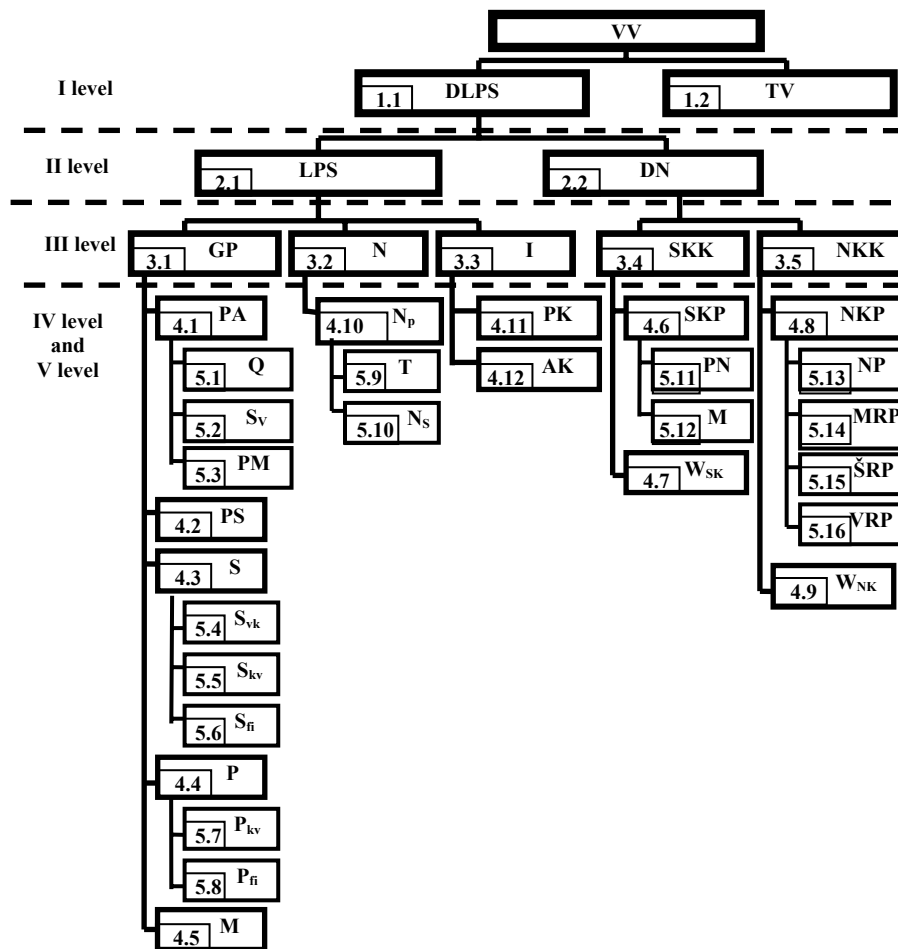 VV
I level
1.1 DLPS
1.2 TV
II level
2.1 LPS
2.2 DN
III level
3.1 GP
3.2 N
3.3 I
3.4 SKK
3.5 NKK
IV level
and
V level
4.1 PA
5.1 Q
5.2 Sv
5.3 PM
4.2 PS
4.3 S
5.4 Svk
5.5 Skv
5.6 Sfi
4.4 P
5.7 Pkv
5.8 Pfi
4.5 M
4.10 Np
5.9 T
5.10 NS
4.11 PK
4.12 AK
4.6 SKP
5.11 PN
5.12 M
4.7 WSK
4.8 NKP
5.13 NP
5.14 MRP
5.15 ŠRP
5.16 VRP
4.9 WNK